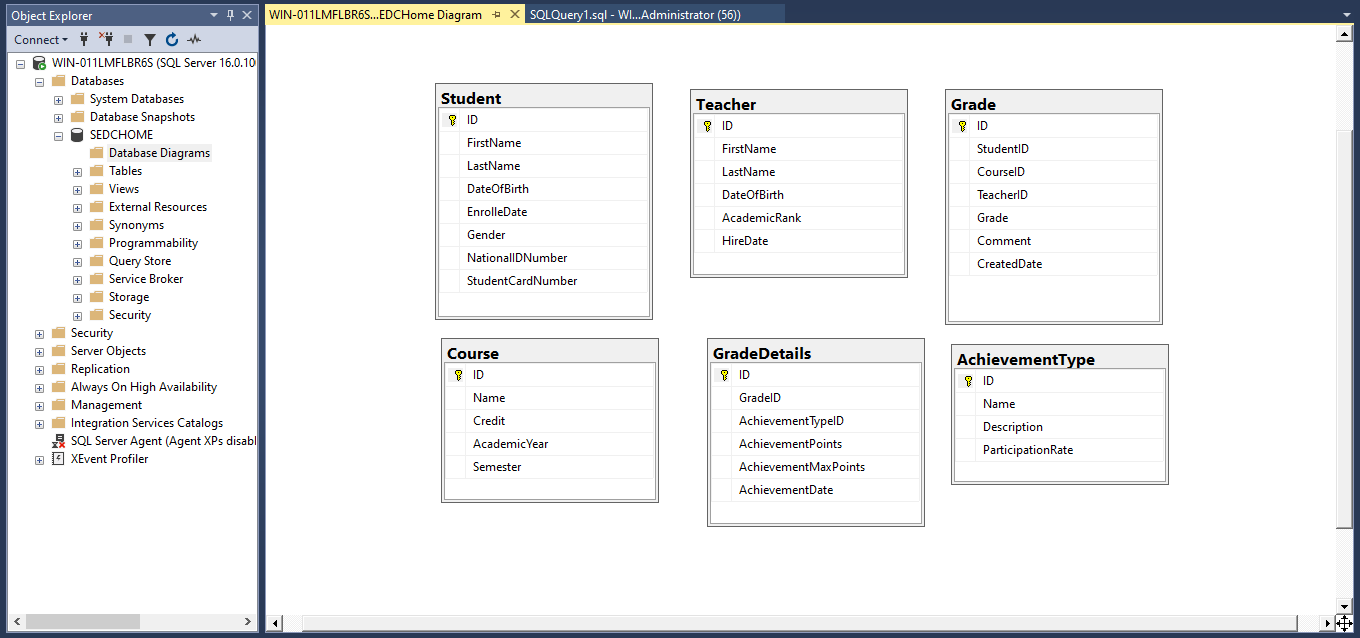 Object Explorer
Connect
WIN-011LMFLBR6S (SQL Server 16.0.10
Databases
System Databases
Database Snapshots
SEDCHOME
Database Diagrams
Tables
Views
External Resources
Synonyms
Programmability
Query Store
Service Broker
Storage
Security
Security
Server Objects
Replication
Always On High Availability
Management
Integration Services Catalogs
SQL Server Agent (Agent XPs disabl
XEvent Profiler
WIN-011LMFLBR6S...EDCHome Diagram
SQLQuery1.sql - WI...Administrator (56))
Student
ID
FirstName
LastName
DateOfBirth
EnrolleDate
Gender
NationalIDNumber
StudentCardNumber
Teacher
ID
FirstName
LastName
DateOfBirth
AcademicRank
HireDate
Grade
ID
StudentID
CourseID
TeacherID
Grade
Comment
CreatedDate
Course
ID
Name
Credit
AcademicYear
Semester
GradeDetails
ID
GradeID
AchievementTypeID
AchievementPoints
AchievementMaxPoints
AchievementDate
AchievementType
ID
Name
Description
ParticipationRate